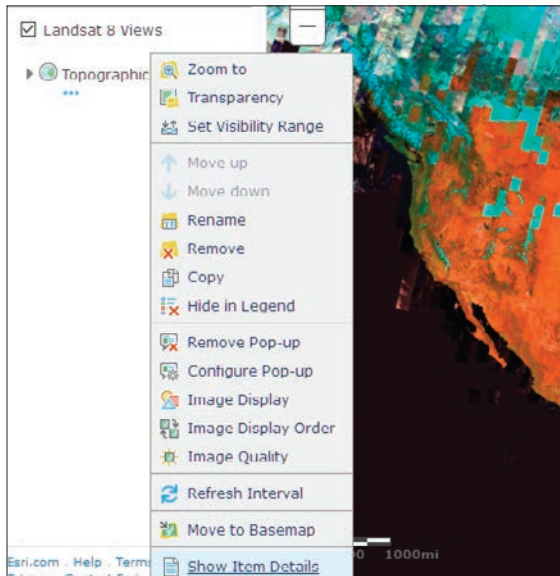 Landsat 8 Views
Topographic
Zoom to
Transparency
Set Visibility Range
Move up
Move down
Rename
Remove
Copy
Hide in Legend
Remove Pop-up
Configure Pop-up
Image Display
Image Display Order
Image Quality
Refresh Interval
Move to Basemap
Show Item Details
1000mi
Esri.com . Help . Term